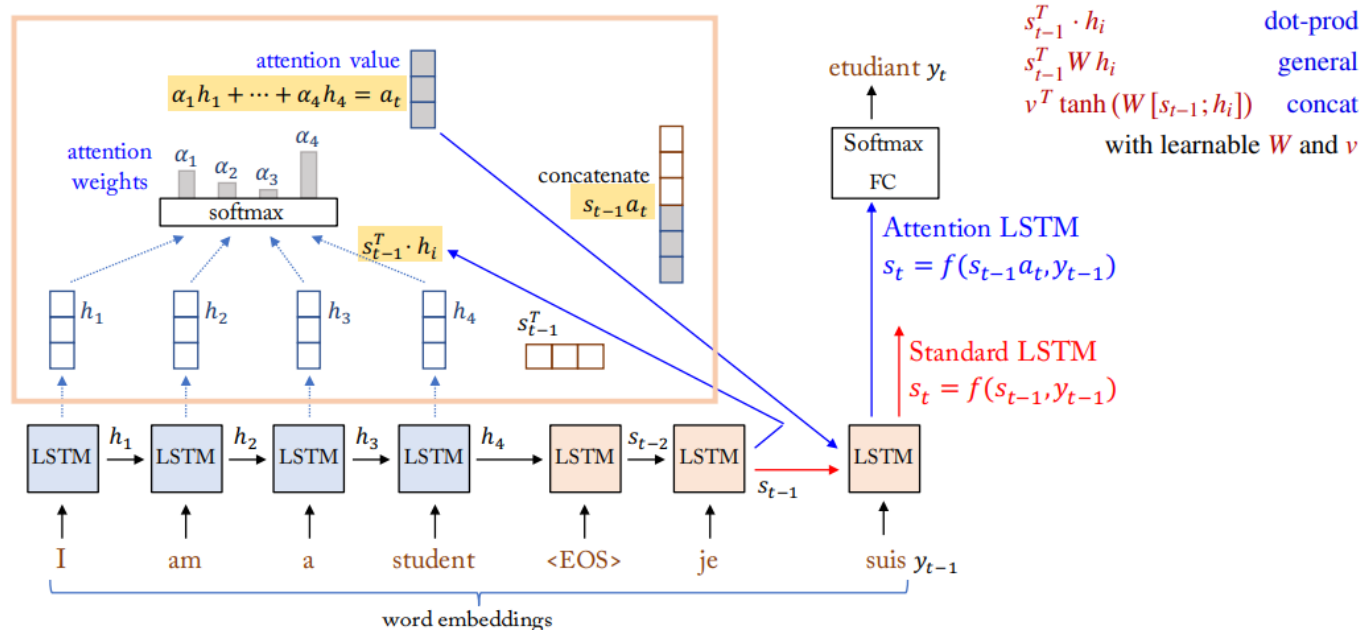 attention value
α₁h₁ + ⋯ + α₄h₄ = aₜ
attention
weights
α₁
α₂
α₃
α₄
softmax
concatenate
sₜ₋₁aₜ
sᵀₜ₋₁ · hᵢ
h₁
h₂
h₃
h₄
sᵀₜ₋₁
etudiant yₜ
Softmax
FC
sᵀₜ₋₁ · hᵢ dot-prod
sᵀₜ₋₁ W hᵢ general
vᵀ tanh (W [sₜ₋₁; hᵢ]) concat
with learnable W and v
Attention LSTM
sₜ = f(sₜ₋₁aₜ, yₜ₋₁)
Standard LSTM
sₜ = f(sₜ₋₁, yₜ₋₁)
LSTM h₁ LSTM h₂ LSTM h₃ LSTM h₄ LSTM sₜ₋₂ LSTM sₜ₋₁ LSTM
I am a student <EOS> je suis yₜ₋₁
word embeddings